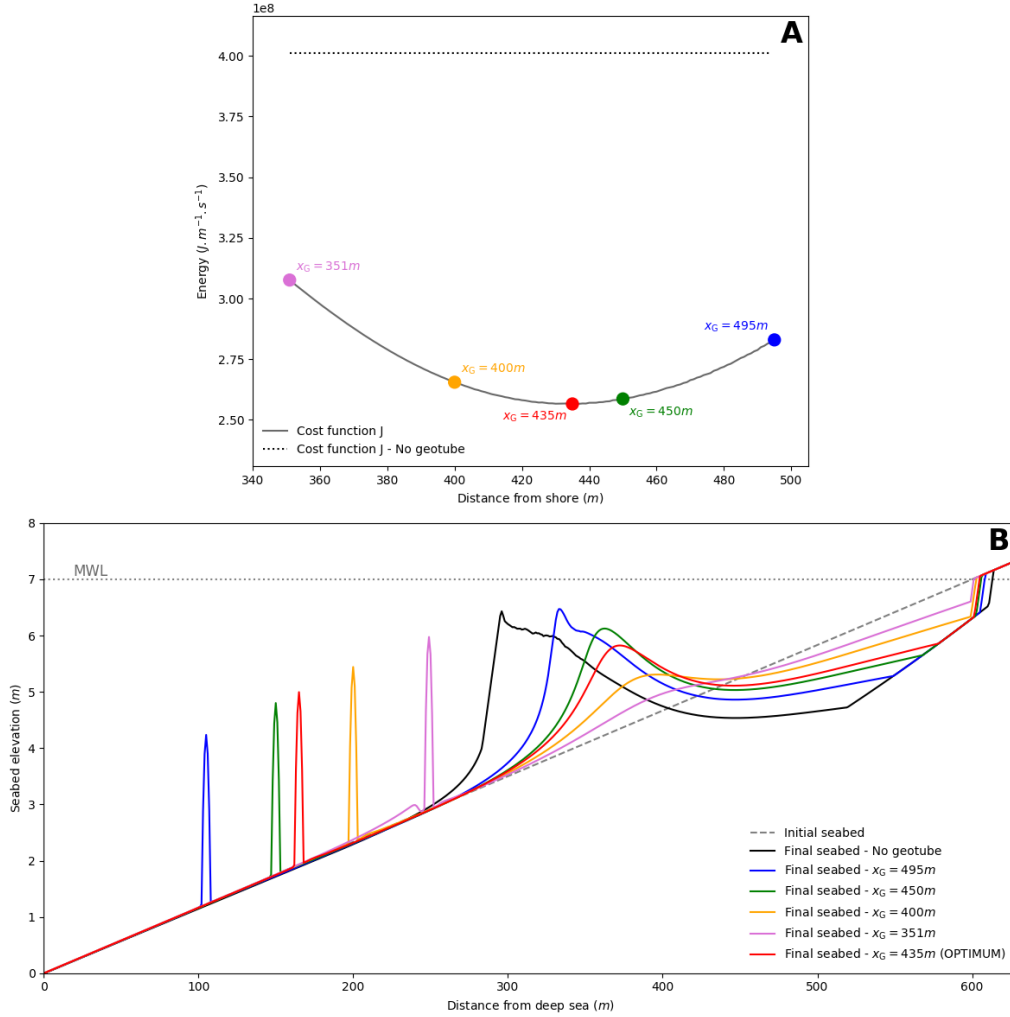 1e8
A
4.00
3.75
3.50
3.25
3.00
2.75
2.50
Energy (J.m⁻¹.s⁻¹)
x_G = 351m
x_G = 495m
x_G = 400m
x_G = 435m
x_G = 450m
Cost function J
Cost function J - No geotube
340 360 380 400 420 440 460 480 500
Distance from shore (m)
B
8
7
6
5
4
3
2
1
0
Seabed elevation (m)
MWL
Initial seabed
Final seabed - No geotube
Final seabed - x_G = 495m
Final seabed - x_G = 450m
Final seabed - x_G = 400m
Final seabed - x_G = 351m
Final seabed - x_G = 435m (OPTIMUM)
0 100 200 300 400 500 600
Distance from deep sea (m)